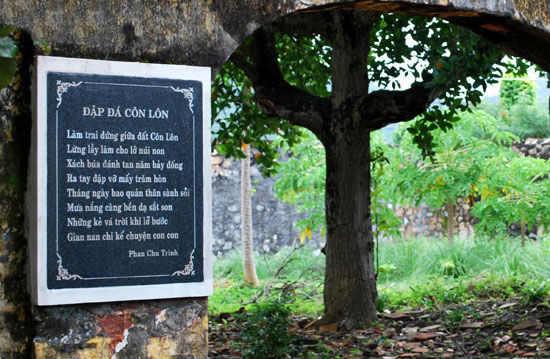 ĐẬP ĐÁ CÔN LÔN
Làm trai đứng giữa đất Côn Lôn
Lừng lẫy làm cho lở núi non
Xách búa đánh tan năm bảy đống
Ra tay đập vỡ mấy trăm hòn
Tháng ngày bao quản thân sành sỏi
Mưa nắng càng bền dạ sắt son
Những kẻ vá trời khi lỡ bước
Gian nan chi kể chuyện con con
Phan Chu Trinh